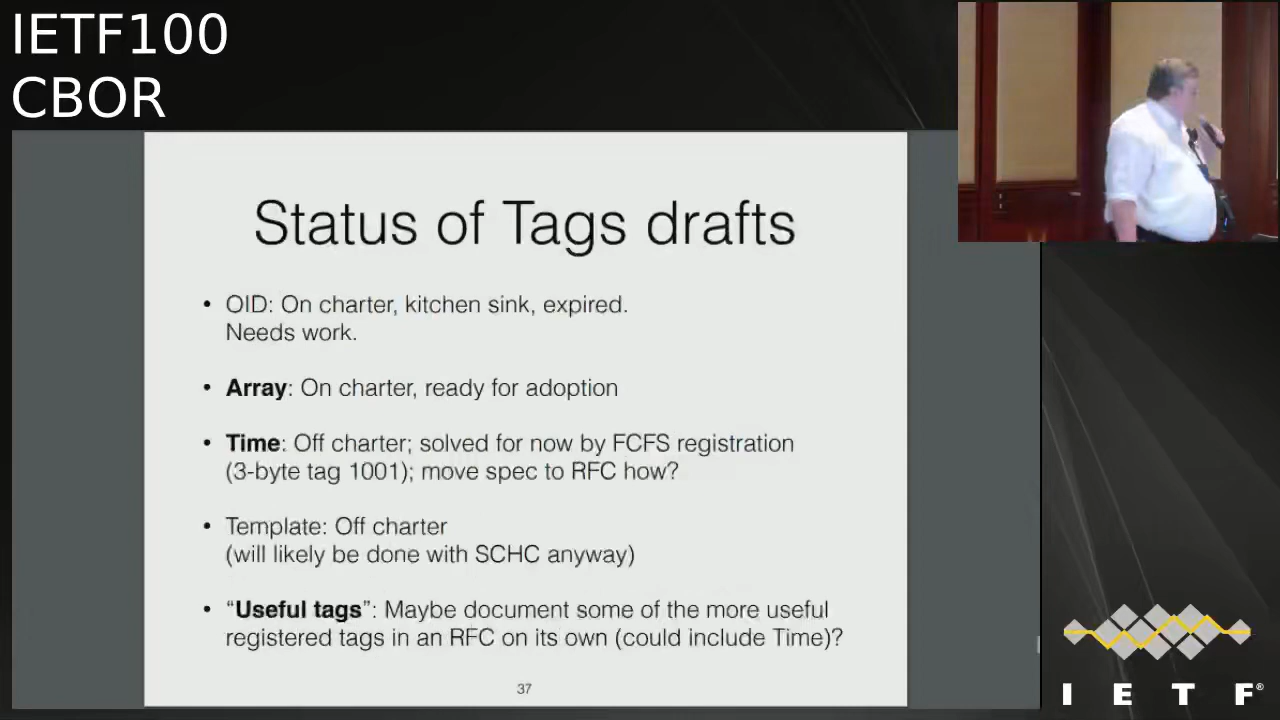 IETF100
CBOR
Status of Tags drafts
• OID: On charter, kitchen sink, expired.
Needs work.
• Array: On charter, ready for adoption
• Time: Off charter; solved for now by FCFS registration
(3-byte tag 1001); move spec to RFC how?
• Template: Off charter
(will likely be done with SCHC anyway)
• “Useful tags”: Maybe document some of the more useful
registered tags in an RFC on its own (could include Time)?
37
I E T F®